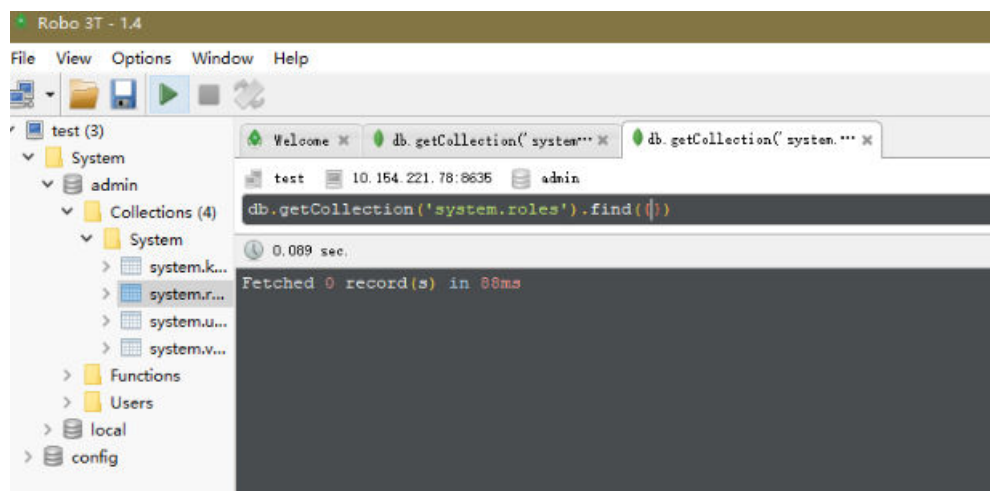 Robo 3T - 1.4
File View Options Window Help
test (3)
System
admin
Collections (4)
System
system.k...
system.r...
system.u...
system.v...
Functions
Users
local
config
Welcome db.getCollection('system··· db.getCollection('system.···
test 10.154.221.78:8635 admin
db.getCollection('system.roles').find({})
0.089 sec.
Fetched 0 record(s) in 88ms